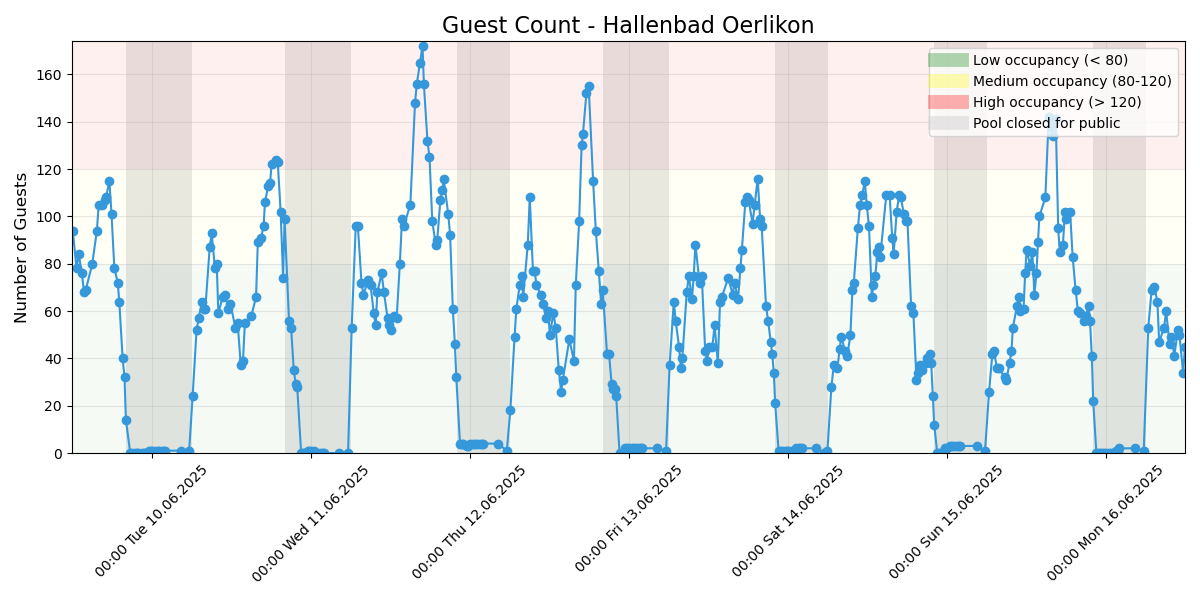 Guest Count - Hallenbad Oerlikon
Number of Guests
160
140
120
100
80
60
40
20
0
Low occupancy (< 80)
Medium occupancy (80-120)
High occupancy (> 120)
Pool closed for public
00:00 Tue 10.06.2025
00:00 Wed 11.06.2025
00:00 Thu 12.06.2025
00:00 Fri 13.06.2025
00:00 Sat 14.06.2025
00:00 Sun 15.06.2025
00:00 Mon 16.06.2025